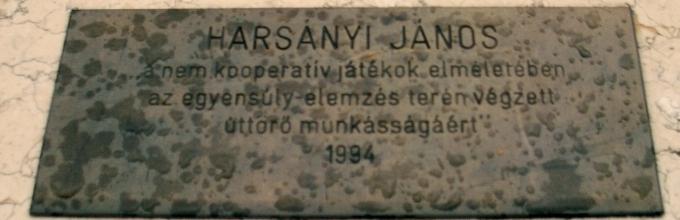 HARSÁNYI JÁNOS
„a nem kooperatív játékok elméletében
az egyensúly-elemzés terén végzett
úttörő munkásságáért”
1994